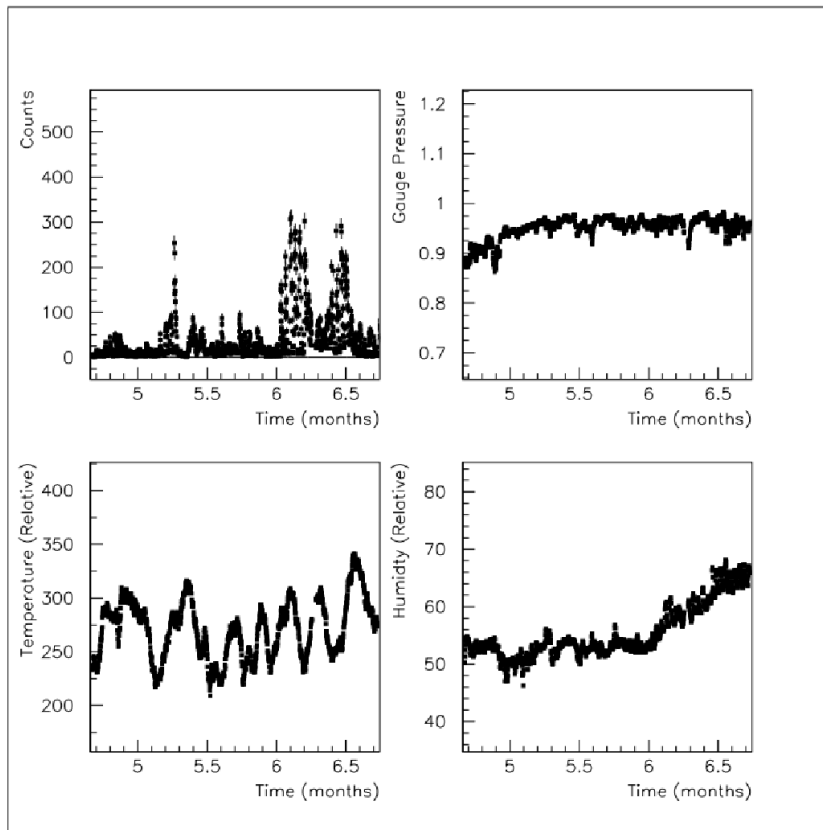 Counts
500
400
300
200
100
0
5 5.5 6 6.5
Time (months)
Gauge Pressure
1.2
1.1
1
0.9
0.8
0.7
5 5.5 6 6.5
Time (months)
Temperature (Relative)
400
350
300
250
200
5 5.5 6 6.5
Time (months)
Humidty (Relative)
80
70
60
50
40
5 5.5 6 6.5
Time (months)